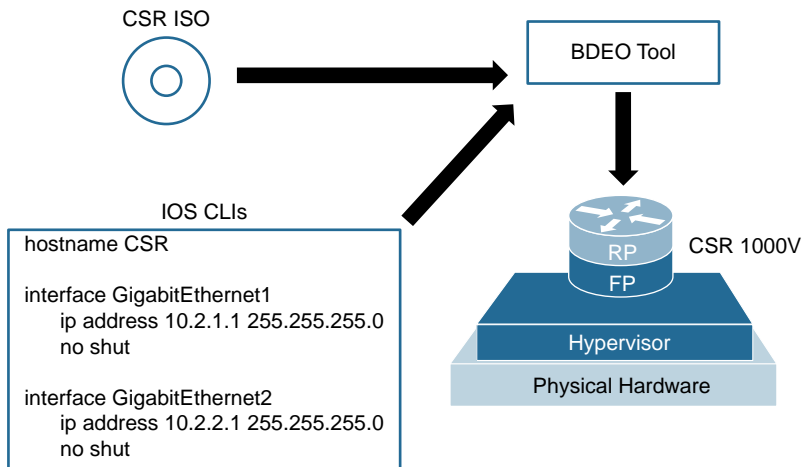 CSR ISO
BDEO Tool
IOS CLIs
hostname CSR
interface GigabitEthernet1
ip address 10.2.1.1 255.255.255.0
no shut
interface GigabitEthernet2
ip address 10.2.2.1 255.255.255.0
no shut
RP
CSR 1000V
FP
Hypervisor
Physical Hardware